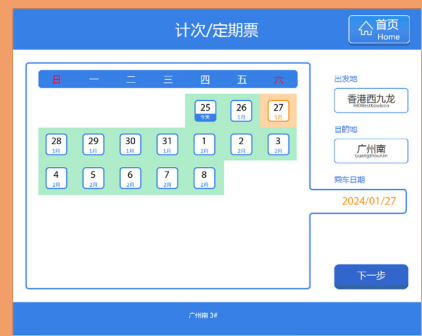 计次/定期票
首页
Home
日 一 二 三 四 五 六
25 26 27
今天 1月 1月
28 29 30 31 1 2 3
1月 1月 1月 1月 2月 2月 2月
4 5 6 7 8
2月 2月 2月 2月 2月
出发地
香港西九龙
HKWestKowloon
目的地
广州南
GuangzhouNan
乘车日期
2024/01/27
下一步
广州南 3#